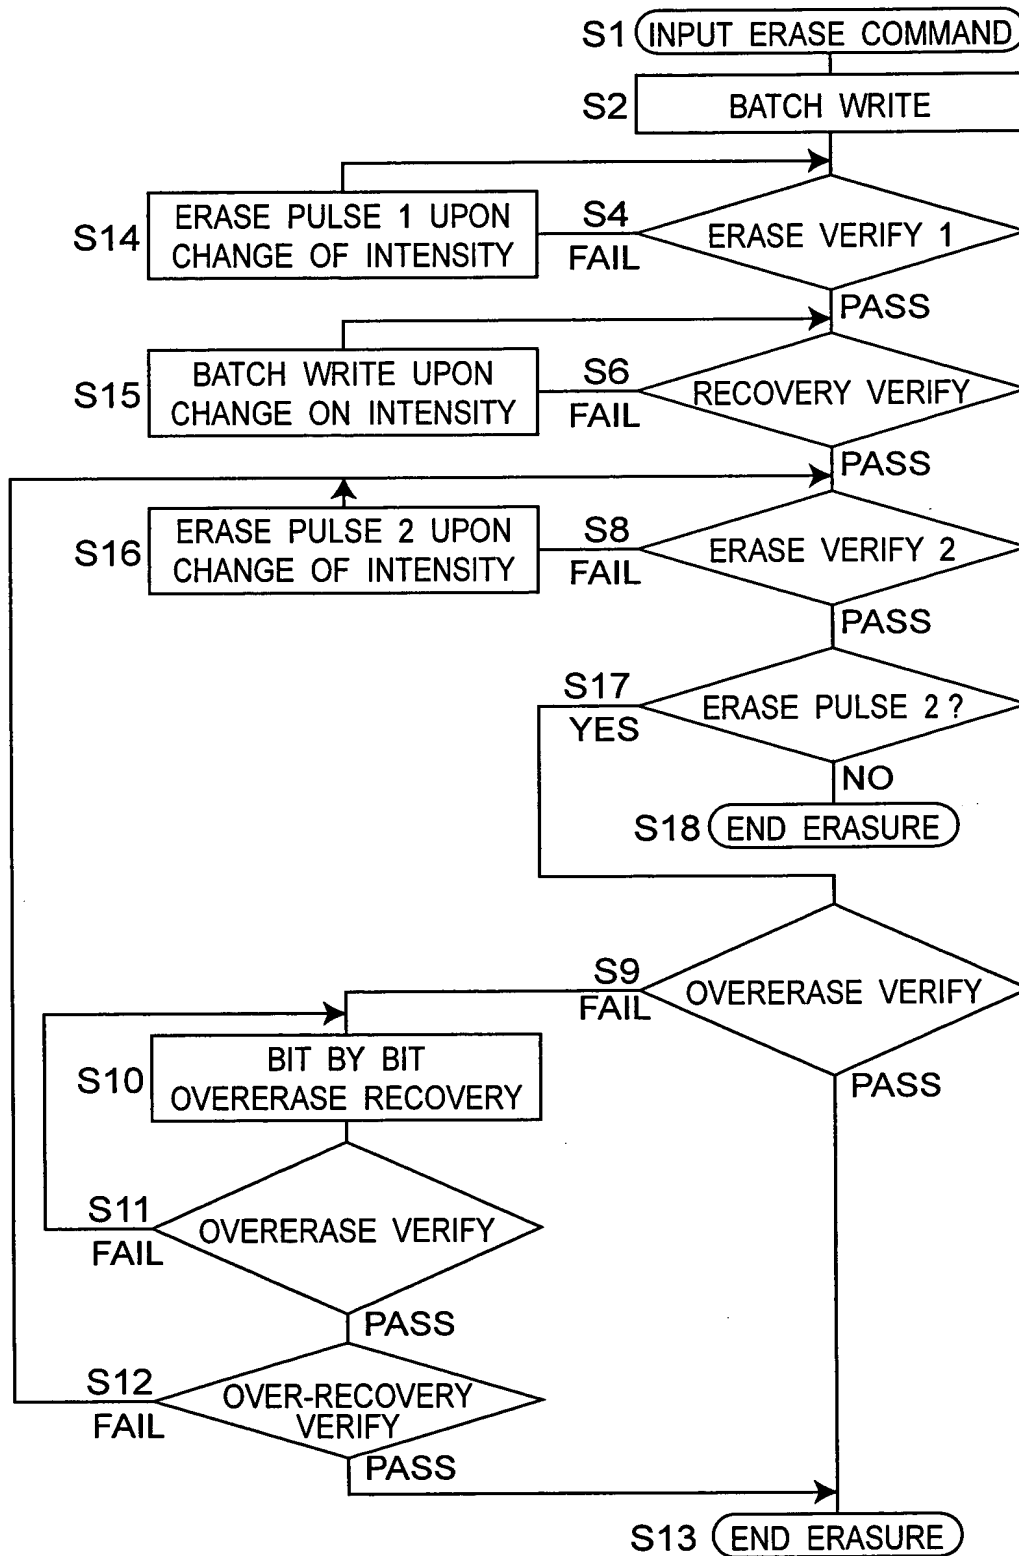 S1 INPUT ERASE COMMAND
S2 BATCH WRITE
S14 ERASE PULSE 1 UPON
CHANGE OF INTENSITY
S4
FAIL
ERASE VERIFY 1
PASS
S15 BATCH WRITE UPON
CHANGE ON INTENSITY
S6
FAIL
RECOVERY VERIFY
PASS
S16 ERASE PULSE 2 UPON
CHANGE OF INTENSITY
S8
FAIL
ERASE VERIFY 2
PASS
S17
YES
ERASE PULSE 2 ?
NO
S18 END ERASURE
S9
FAIL
OVERERASE VERIFY
PASS
S10 BIT BY BIT
OVERERASE RECOVERY
S11
FAIL
OVERERASE VERIFY
PASS
S12
FAIL
OVER-RECOVERY
VERIFY
PASS
S13 END ERASURE